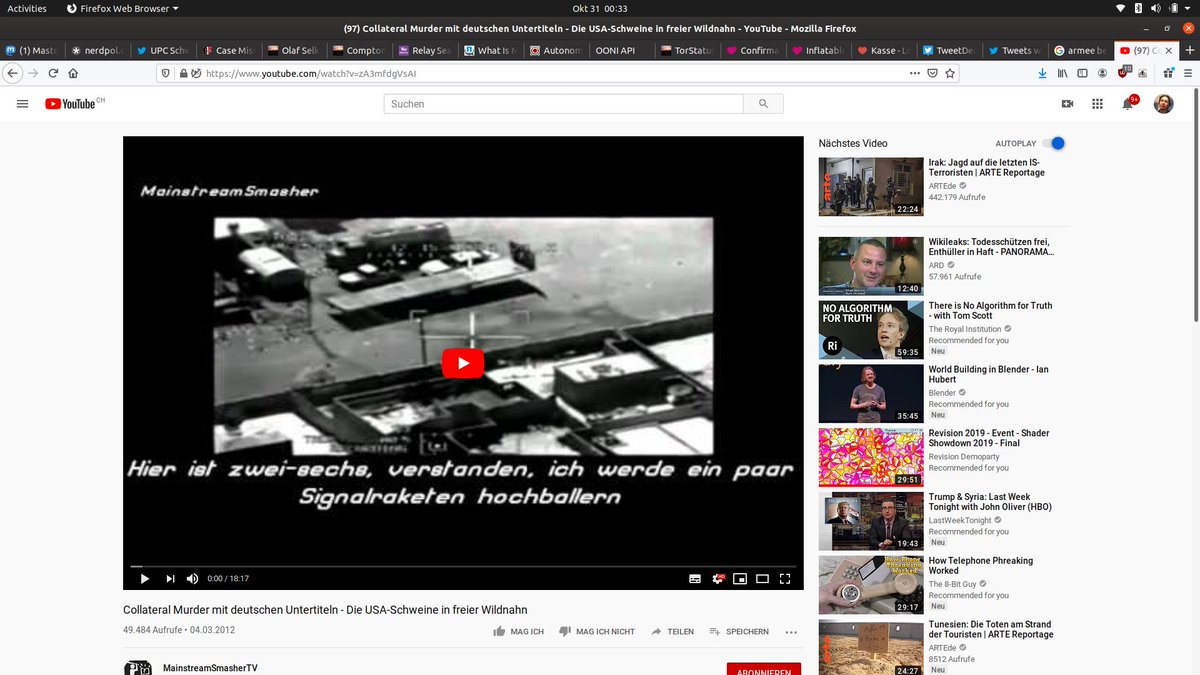 Activities
Firefox Web Browser
Okt 31 00:33
(97) Collateral Murder mit deutschen Untertiteln - Die USA-Schweine in freier Wildnahn - YouTube - Mozilla Firefox
(1) Masto
nerdpol.
UPC Schw
Case Mis
Olaf Selk
Compton
Relay Sea
What Is M
Autonom
OONI API
TorStatus
Confirma
Inflatabl
Kasse - Lo
TweetDec
Tweets w
armee be
(97) Co
https://www.youtube.com/watch?v=zA3mfdgVsAI
YouTube CH
Suchen
9+
MainstreamSmasher
Hier ist zwei-sechs, verstanden, ich werde ein paar
Signalraketen hochballern
0:00 / 18:17
Collateral Murder mit deutschen Untertiteln - Die USA-Schweine in freier Wildnahn
49.484 Aufrufe • 04.03.2012
MAG ICH
MAG ICH NICHT
TEILEN
SPEICHERN
MainstreamSmasherTV
ABONNIEREN
Nächstes Video
AUTOPLAY
arte
22:24
Irak: Jagd auf die letzten IS-
Terroristen | ARTE Reportage
ARTEde
442.179 Aufrufe
12:40
Wikileaks: Todesschützen frei,
Enthüller in Haft - PANORAMA...
ARD
57.961 Aufrufe
NO ALGORITHM
FOR TRUTH
Ri
59:35
There is No Algorithm for Truth
- with Tom Scott
The Royal Institution
Recommended for you
Neu
35:45
World Building in Blender - Ian
Hubert
Blender
Recommended for you
Neu
29:51
Revision 2019 - Event - Shader
Showdown 2019 - Final
Revision Demoparty
Recommended for you
19:43
Trump & Syria: Last Week
Tonight with John Oliver (HBO)
LastWeekTonight
Recommended for you
Neu
How Phone
Phreaking
Worked
29:17
How Telephone Phreaking
Worked
The 8-Bit Guy
Recommended for you
Neu
24:27
Tunesien: Die Toten am Strand
der Touristen | ARTE Reportage
ARTEde
8512 Aufrufe
Neu